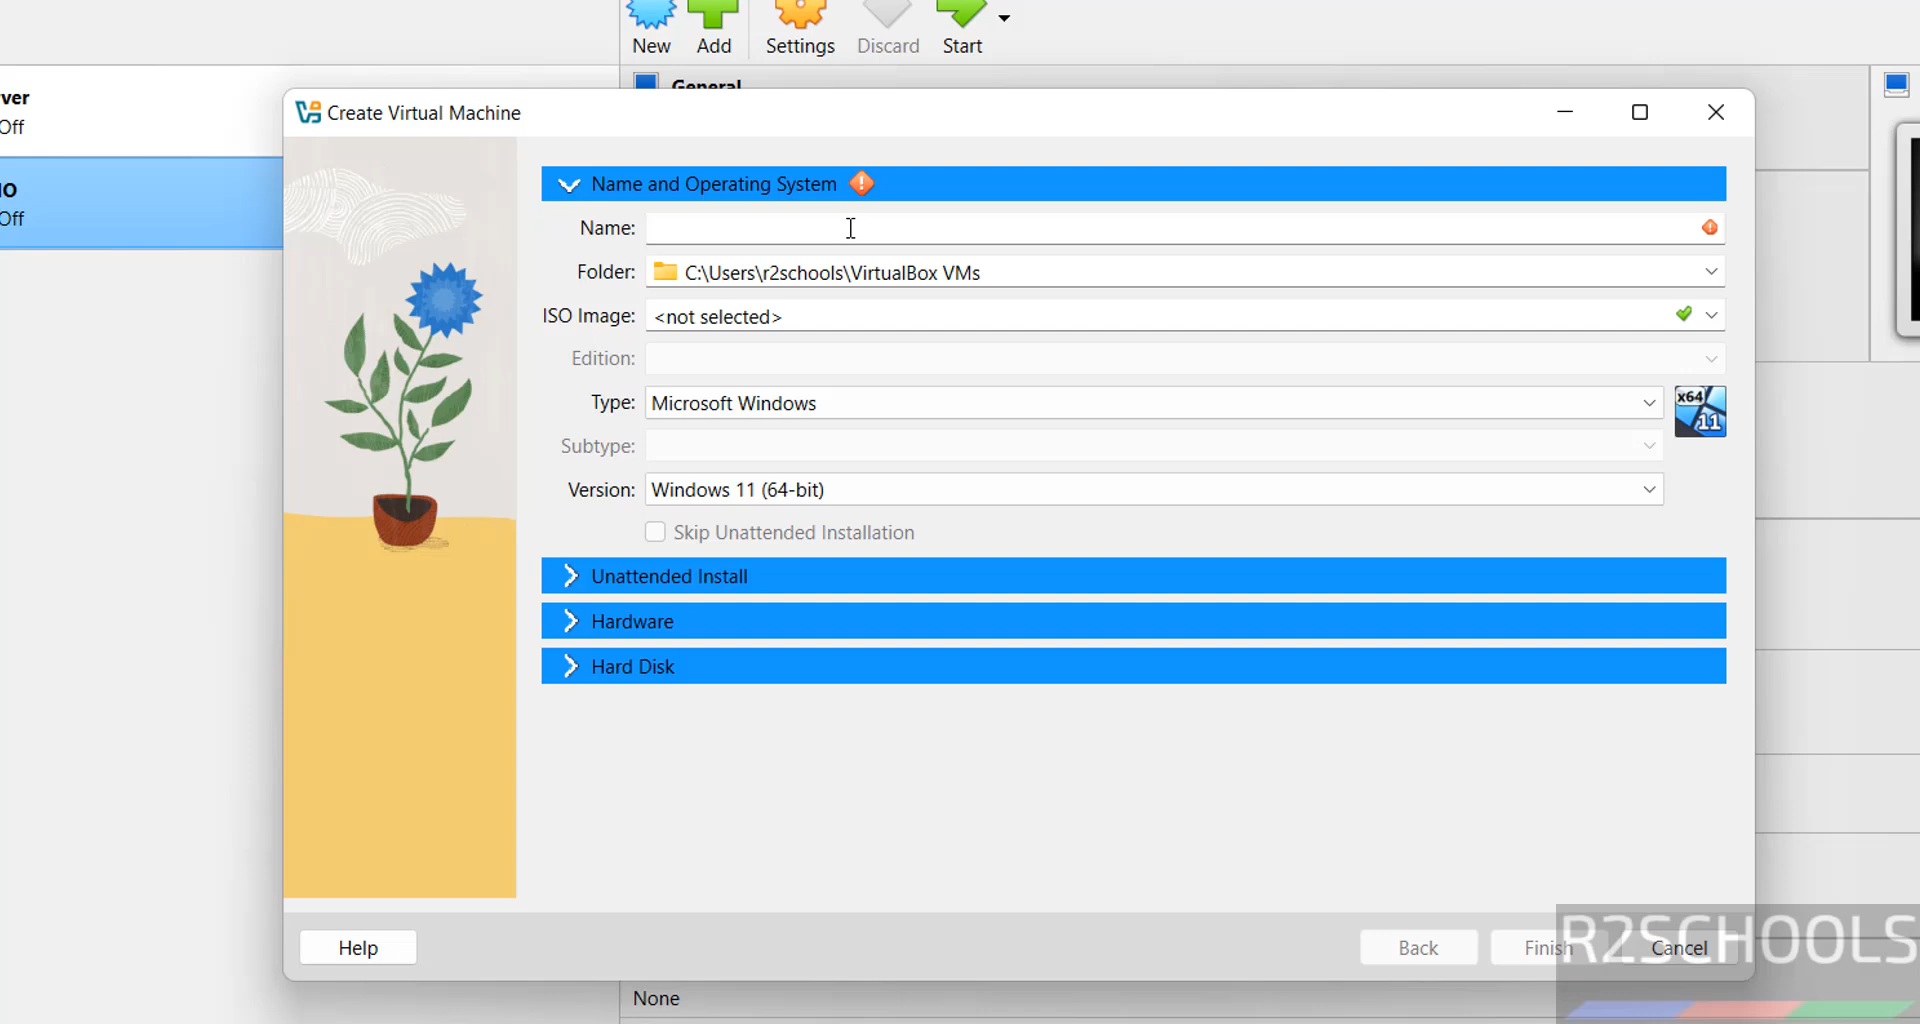 New Add Settings Discard Start
General
ver
Off
Create Virtual Machine
Name and Operating System
Name:
Folder: C:\Users\r2schools\VirtualBox VMs
ISO Image: <not selected>
Edition:
Type: Microsoft Windows
x64
11
Subtype:
Version: Windows 11 (64-bit)
Skip Unattended Installation
Unattended Install
Hardware
Hard Disk
IO
Off
Help Back Finish Cancel
R2SCHOOLS
None